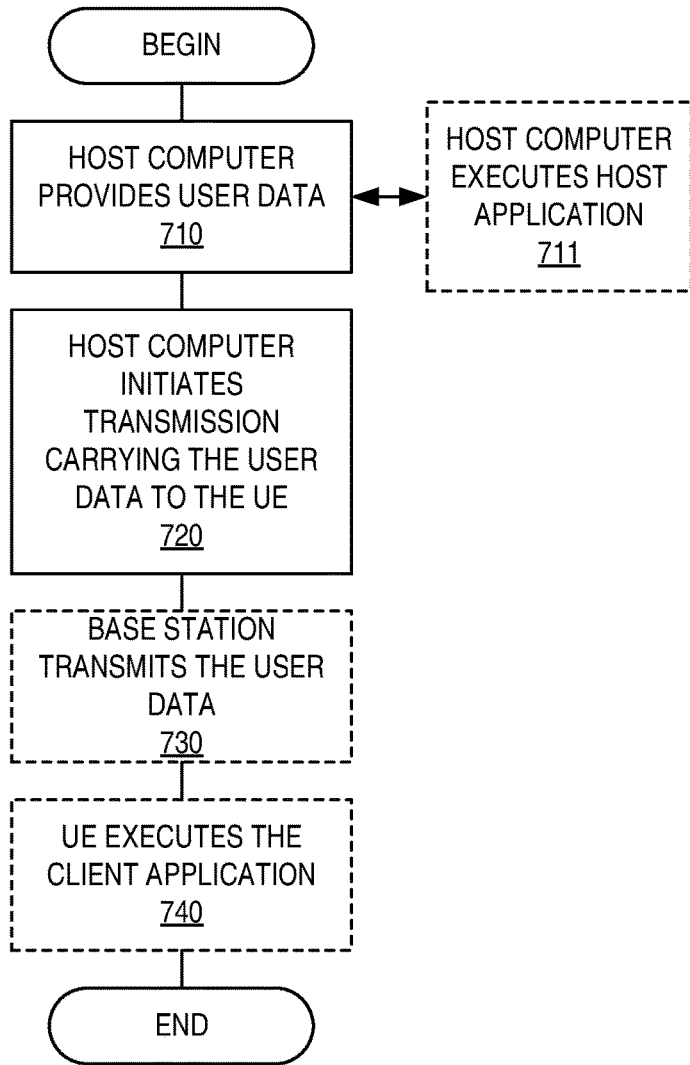 BEGIN
HOST COMPUTER
PROVIDES USER DATA
710
HOST COMPUTER
EXECUTES HOST
APPLICATION
711
HOST COMPUTER
INITIATES
TRANSMISSION
CARRYING THE USER
DATA TO THE UE
720
BASE STATION
TRANSMITS THE USER
DATA
730
UE EXECUTES THE
CLIENT APPLICATION
740
END